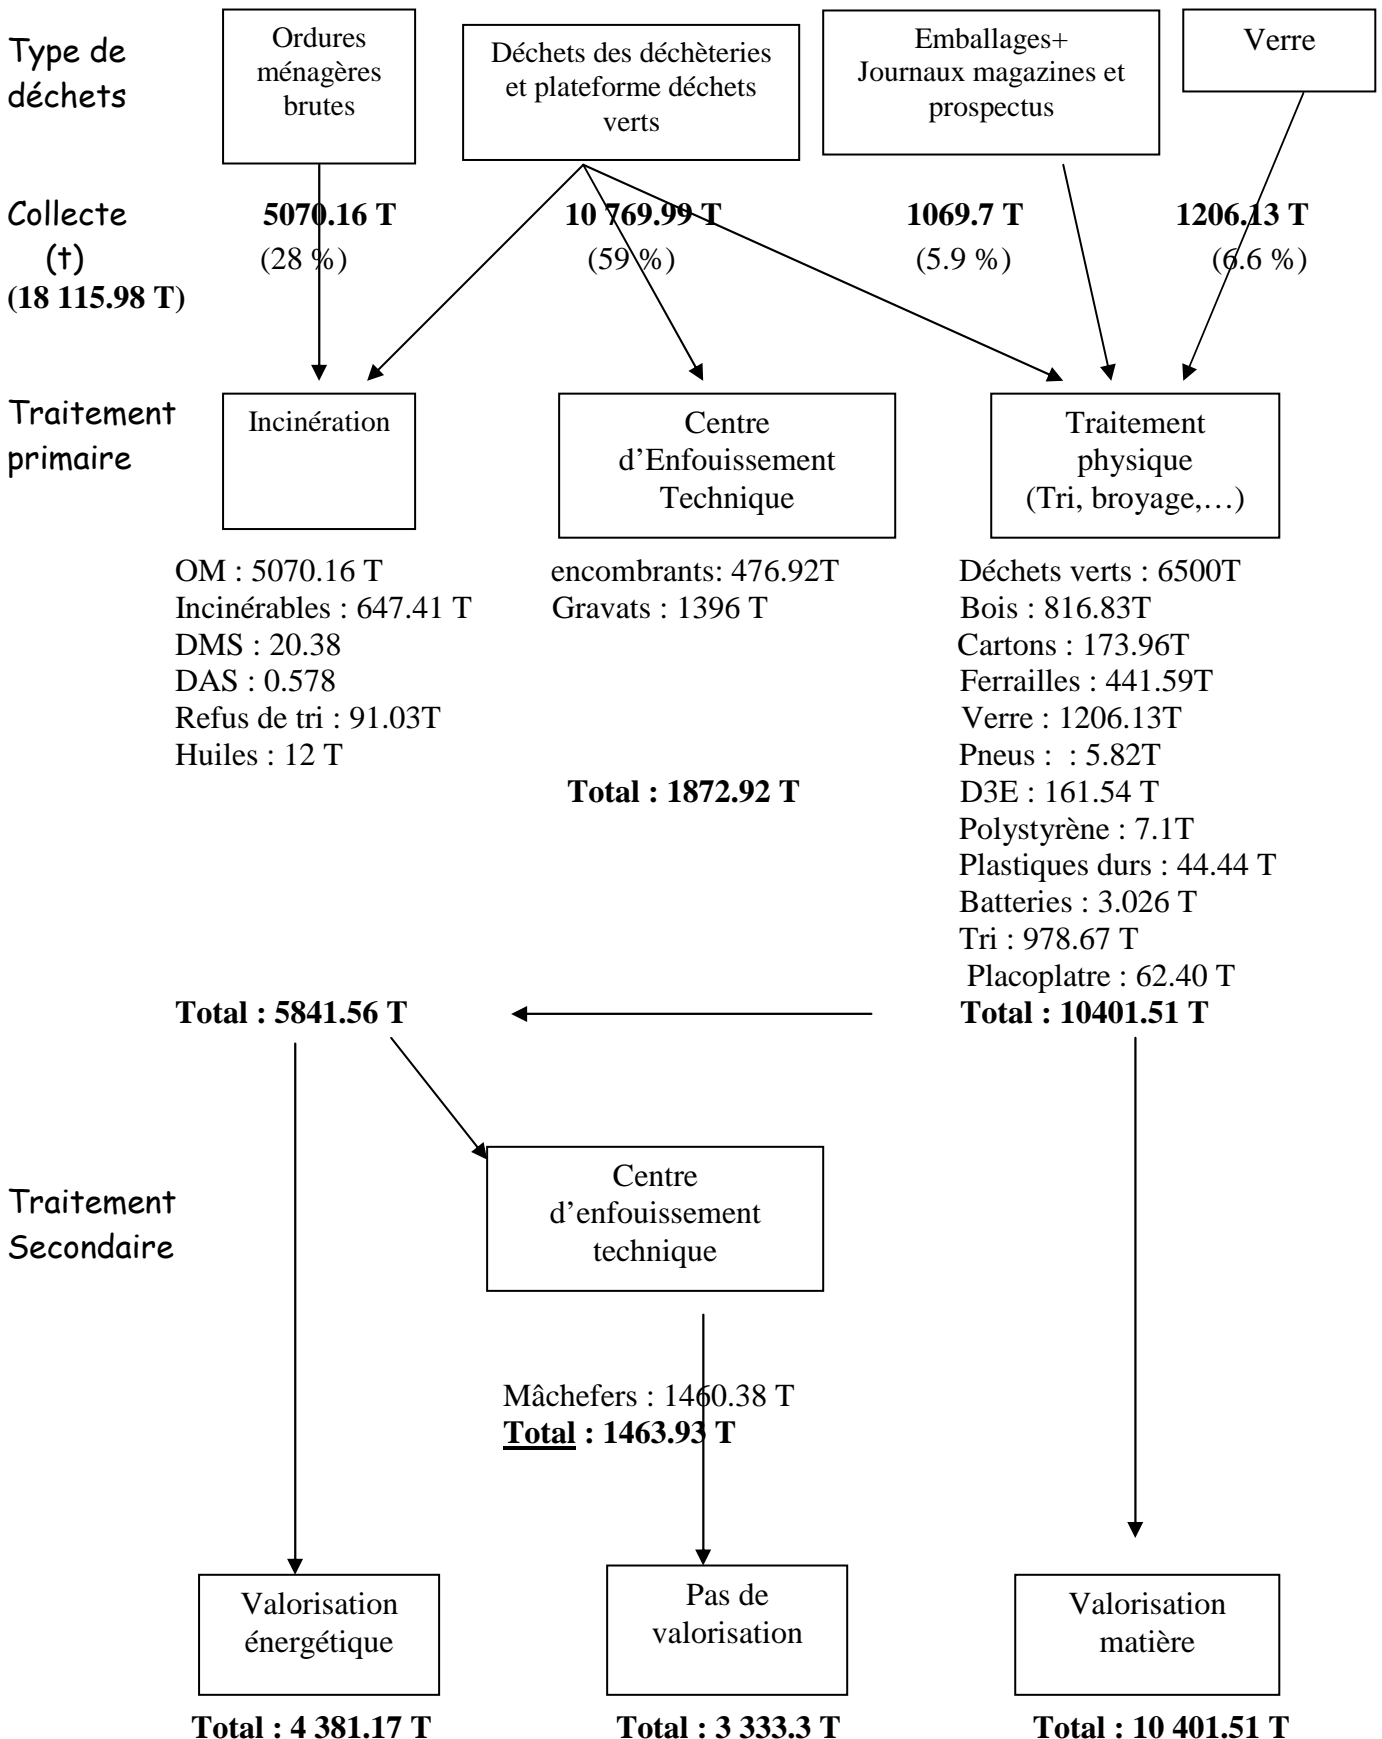 Type de
déchets
Ordures
ménagères
brutes
Déchets des déchèteries
et plateforme déchets
verts
Emballages+
Journaux magazines et
prospectus
Verre
Collecte
(t)
(18 115.98 T)
5070.16 T
(28 %)
10 769.99 T
(59 %)
1069.7 T
(5.9 %)
1206.13 T
(6.6 %)
Traitement
primaire
Incinération
Centre
d’Enfouissement
Technique
Traitement
physique
(Tri, broyage,…)
OM : 5070.16 T
Incinérables : 647.41 T
DMS : 20.38
DAS : 0.578
Refus de tri : 91.03T
Huiles : 12 T
encombrants: 476.92T
Gravats : 1396 T
Total : 1872.92 T
Déchets verts : 6500T
Bois : 816.83T
Cartons : 173.96T
Ferrailles : 441.59T
Verre : 1206.13T
Pneus : : 5.82T
D3E : 161.54 T
Polystyrène : 7.1T
Plastiques durs : 44.44 T
Batteries : 3.026 T
Tri : 978.67 T
Placoplatre : 62.40 T
Total : 5841.56 T
Total : 10401.51 T
Traitement
Secondaire
Centre
d’enfouissement
technique
Mâchefers : 1460.38 T
Total : 1463.93 T
Valorisation
énergétique
Pas de
valorisation
Valorisation
matière
Total : 4 381.17 T
Total : 3 333.3 T
Total : 10 401.51 T